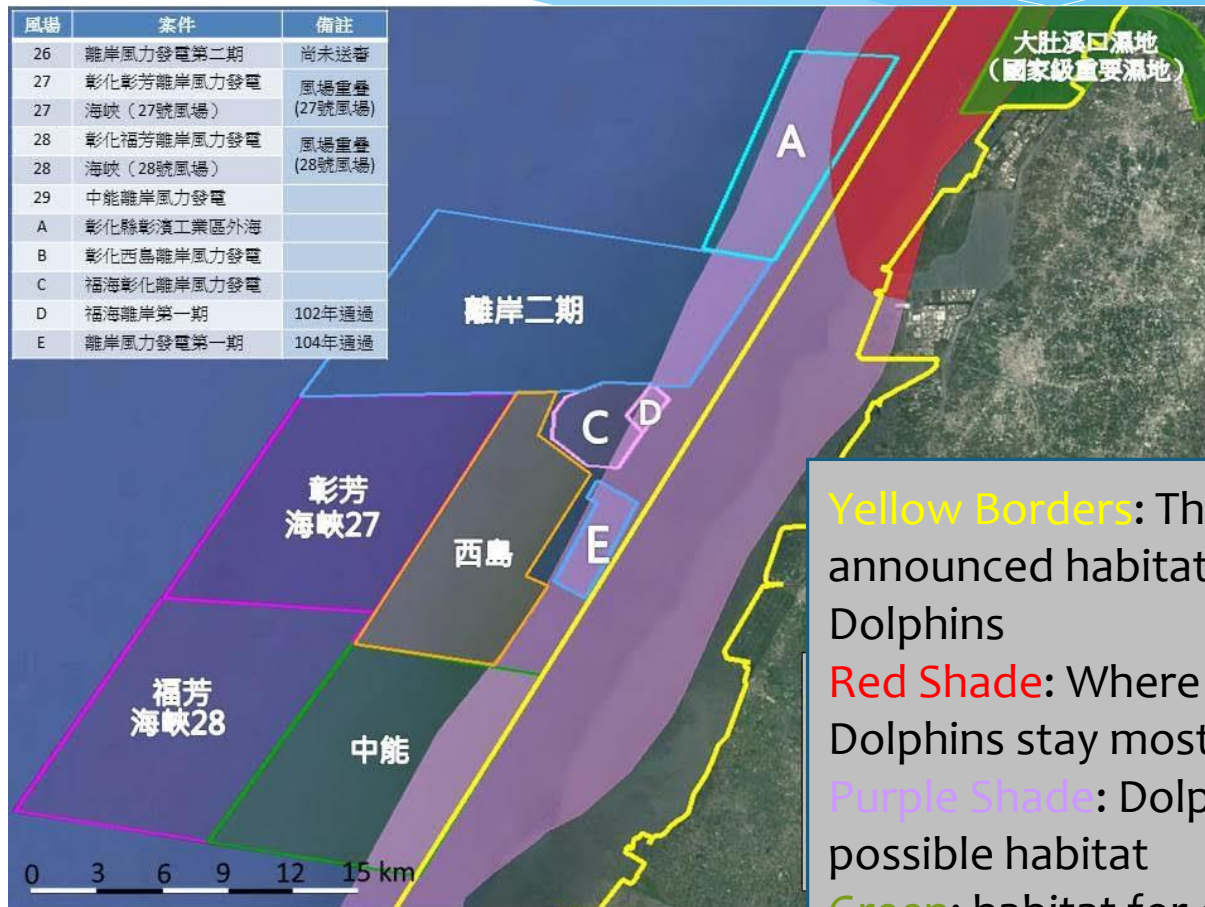 風場 案件 備註
26 離岸風力發電第二期 尚未送審
27 彰化彰芳離岸風力發電 風場重疊
27 海峽（27號風場） (27號風場)
28 彰化福芳離岸風力發電 風場重疊
28 海峽（28號風場） (28號風場)
29 中能離岸風力發電
A 彰化縣彰濱工業區外海
B 彰化西島離岸風力發電
C 福海彰化離岸風力發電
D 福海離岸第一期 102年通過
E 離岸風力發電第一期 104年通過
大肚溪口濕地
（國家級重要濕地）
A
離岸二期
C
D
彰芳
海峽27
西島
E
福芳
海峽28
中能
0 3 6 9 12 15 km
Yellow Borders: Th
announced habitat
Dolphins
Red Shade: Where
Dolphins stay most
Purple Shade: Dolp
possible habitat
Green: habitat for